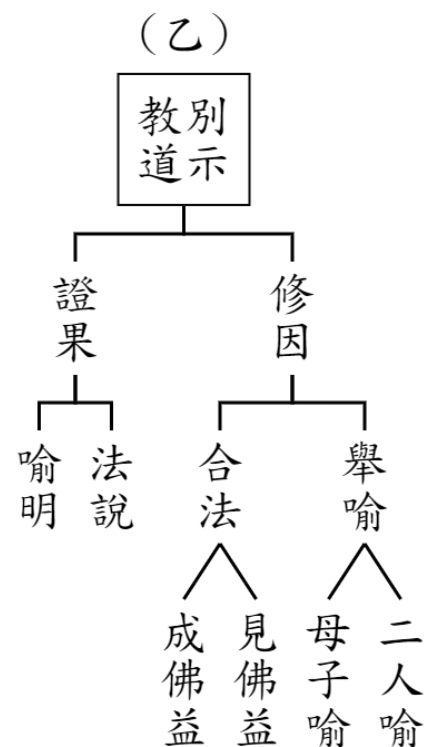 （乙）
別示
教道
修因
證果
舉喻
合法
法說
喻明
二人喻
母子喻
見佛益
成佛益